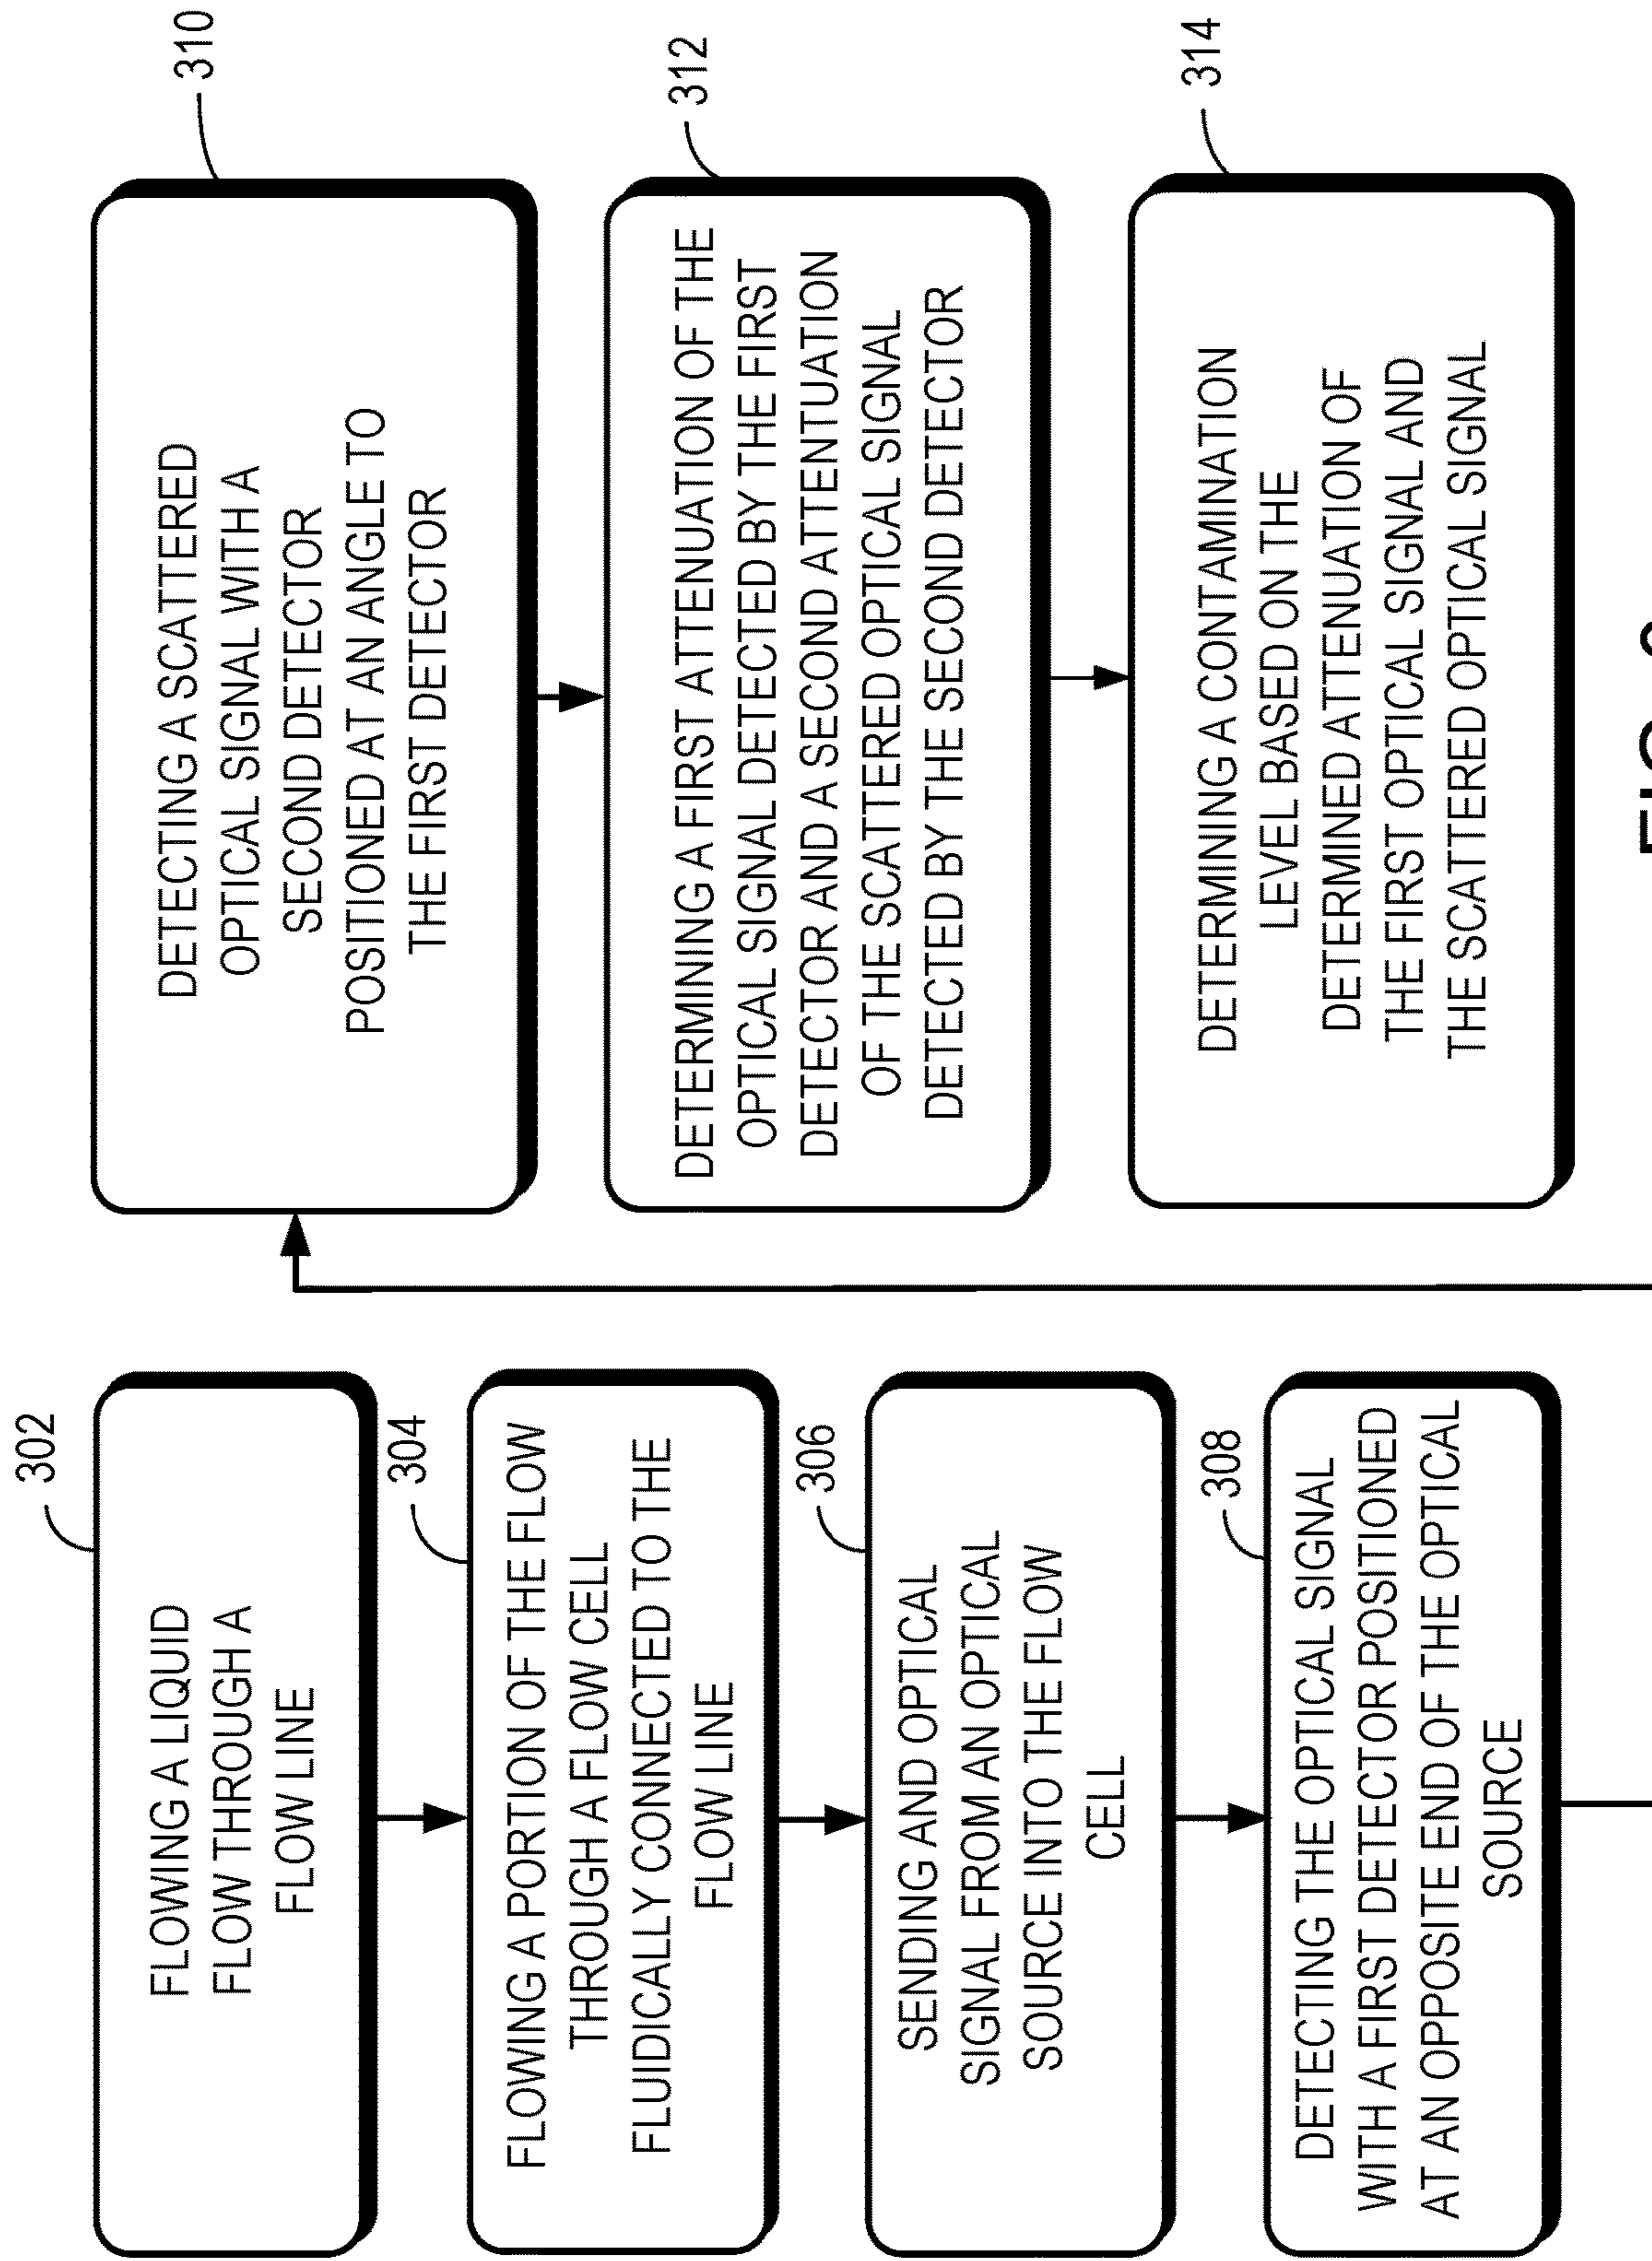 302
FLOWING A LIQUID
FLOW THROUGH A
FLOW LINE
304
FLOWING A PORTION OF THE FLOW
THROUGH A FLOW CELL
FLUIDICALLY CONNECTED TO THE
FLOW LINE
306
SENDING AND OPTICAL
SIGNAL FROM AN OPTICAL
SOURCE INTO THE FLOW
CELL
308
DETECTING THE OPTICAL SIGNAL
WITH A FIRST DETECTOR POSITIONED
AT AN OPPOSITE END OF THE OPTICAL
SOURCE
310
DETECTING A SCATTERED
OPTICAL SIGNAL WITH A
SECOND DETECTOR
POSITIONED AT AN ANGLE TO
THE FIRST DETECTOR
312
DETERMINING A FIRST ATTENUATION OF THE
OPTICAL SIGNAL DETECTED BY THE FIRST
DETECTOR AND A SECOND ATTENTUATION
OF THE SCATTERED OPTICAL SIGNAL
DETECTED BY THE SECOND DETECTOR
314
DETERMINING A CONTAMINATION
LEVEL BASED ON THE
DETERMINED ATTENUATION OF
THE FIRST OPTICAL SIGNAL AND
THE SCATTERED OPTICAL SIGNAL